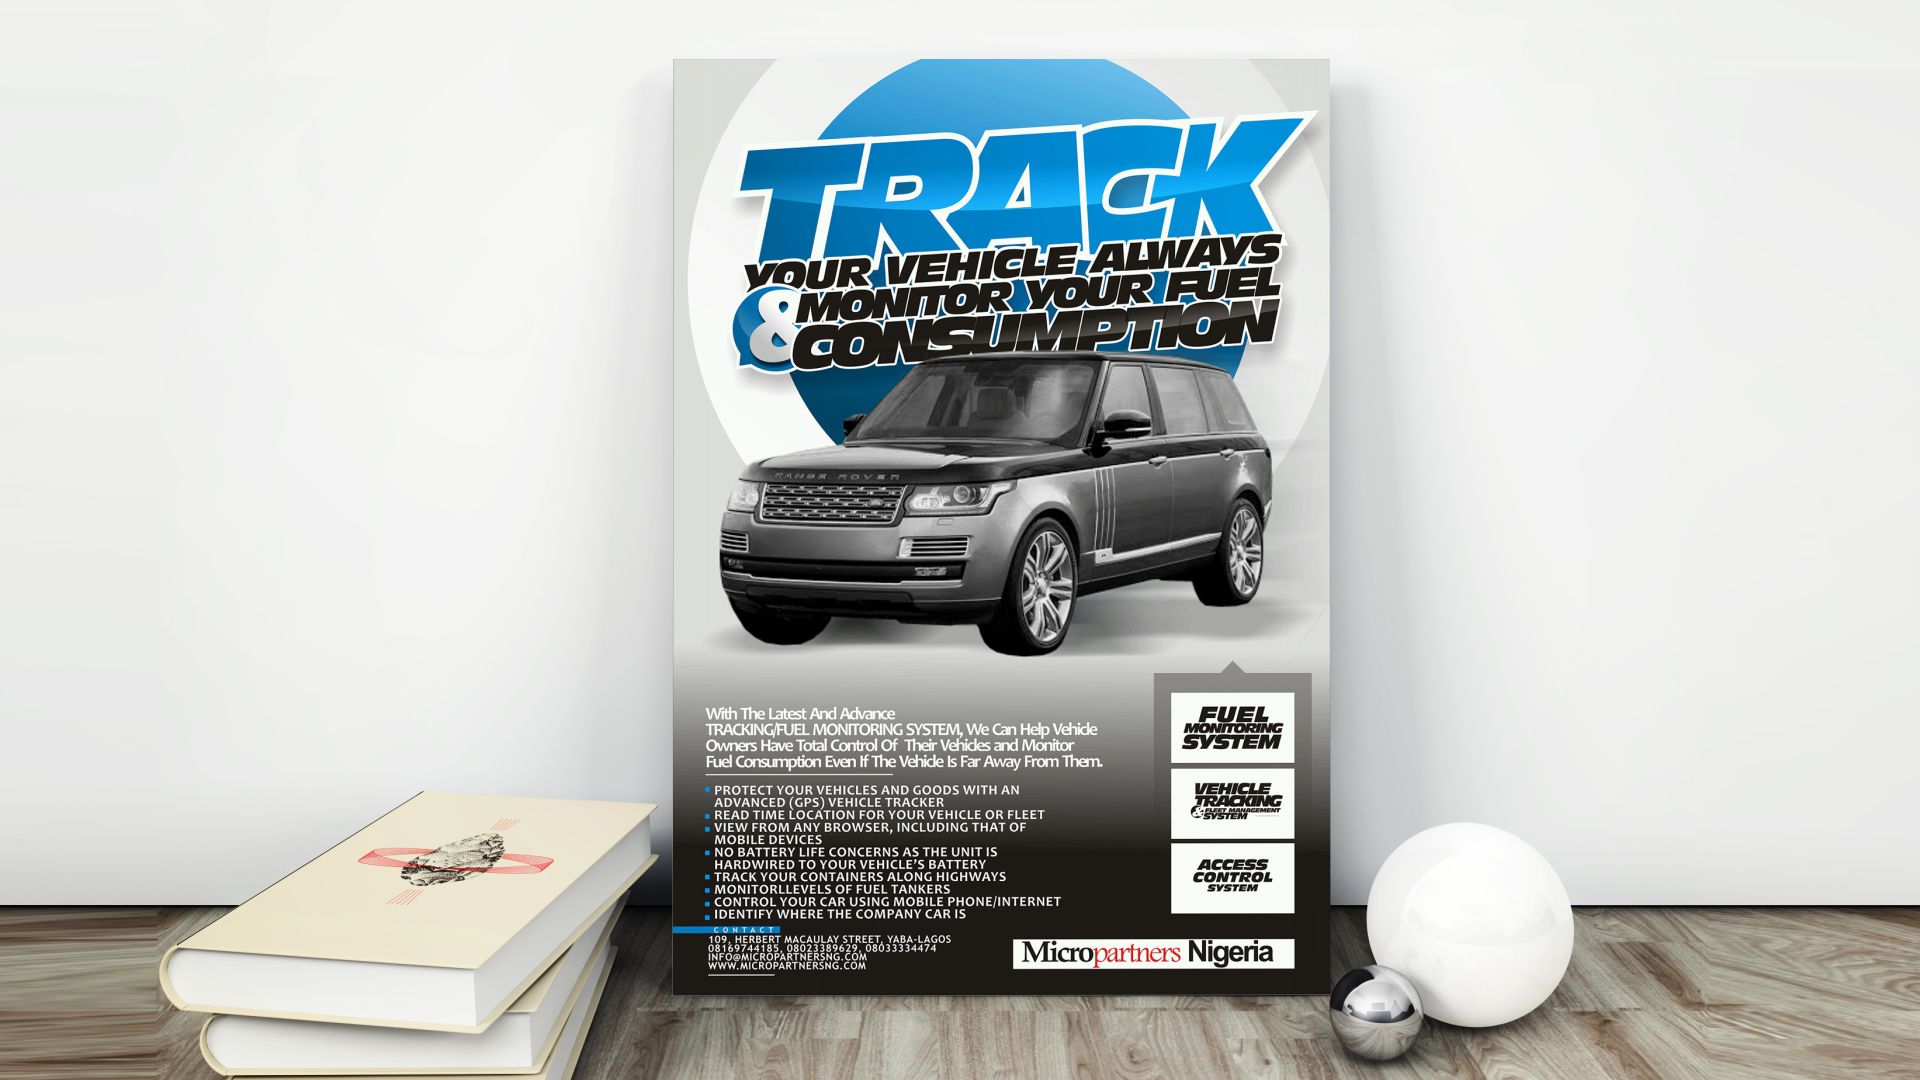 TRACK
YOUR VEHICLE ALWAYS
& MONITOR YOUR FUEL
CONSUMPTION
RANGE ROVER
With The Latest And Advance
TRACKING/FUEL MONITORING SYSTEM, We Can Help Vehicle
Owners Have Total Control Of Their Vehicles and Monitor
Fuel Consumption Even If The Vehicle Is Far Away From Them.
PROTECT YOUR VEHICLES AND GOODS WITH AN
ADVANCED (GPS) VEHICLE TRACKER
READ TIME LOCATION FOR YOUR VEHICLE OR FLEET
VIEW FROM ANY BROWSER, INCLUDING THAT OF
MOBILE DEVICES
NO BATTERY LIFE CONCERNS AS THE UNIT IS
HARDWIRED TO YOUR VEHICLE'S BATTERY
TRACK YOUR CONTAINERS ALONG HIGHWAYS
MONITORLLEVELS OF FUEL TANKERS
CONTROL YOUR CAR USING MOBILE PHONE/INTERNET
IDENTIFY WHERE THE COMPANY CAR IS
CONTACT
109, HERBERT MACAULAY STREET, YABA-LAGOS
08169744185, 08023389629, 08033334474
INFO@MICROPARTNERSNG.COM
WWW.MICROPARTNERSNG.COM
FUEL
MONITORING
SYSTEM
VEHICLE
TRACKING
& FLEET MANAGEMENT
SYSTEM
ACCESS
CONTROL
SYSTEM
Micropartners Nigeria